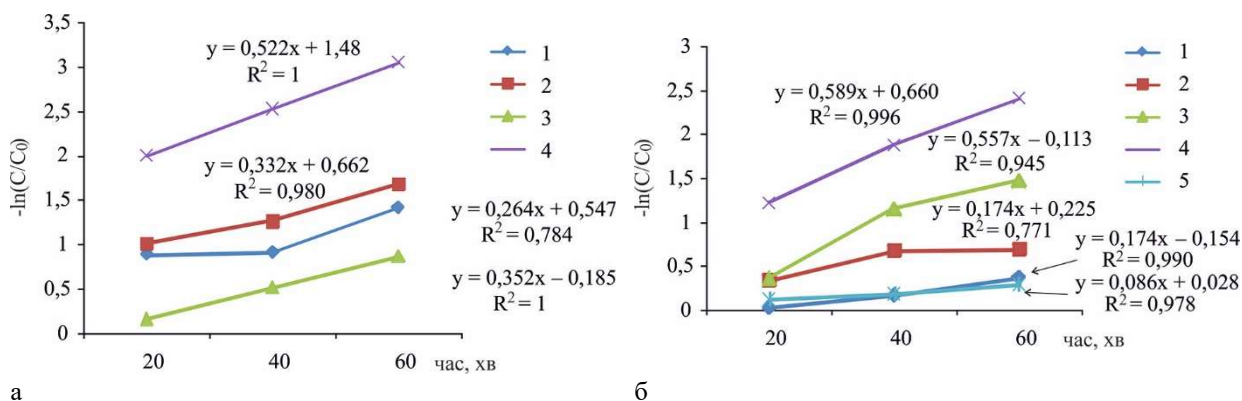 3,5
3
2,5
2
1,5
1
0,5
0
-ln(C/C0)
y = 0,522x + 1,48
R2 = 1
y = 0,332x + 0,662
R2 = 0,980
y = 0,264x + 0,547
R2 = 0,784
y = 0,352x – 0,185
R2 = 1
1
2
3
4
20 40 60 час, хв
а
3
2,5
2
1,5
1
0,5
0
-ln(C/C0)
y = 0,589x + 0,660
R2 = 0,996
y = 0,557x – 0,113
R2 = 0,945
y = 0,174x + 0,225
R2 = 0,771
y = 0,174x – 0,154
R2 = 0,990
y = 0,086x + 0,028
R2 = 0,978
1
2
3
4
5
20 40 60 час, хв
б